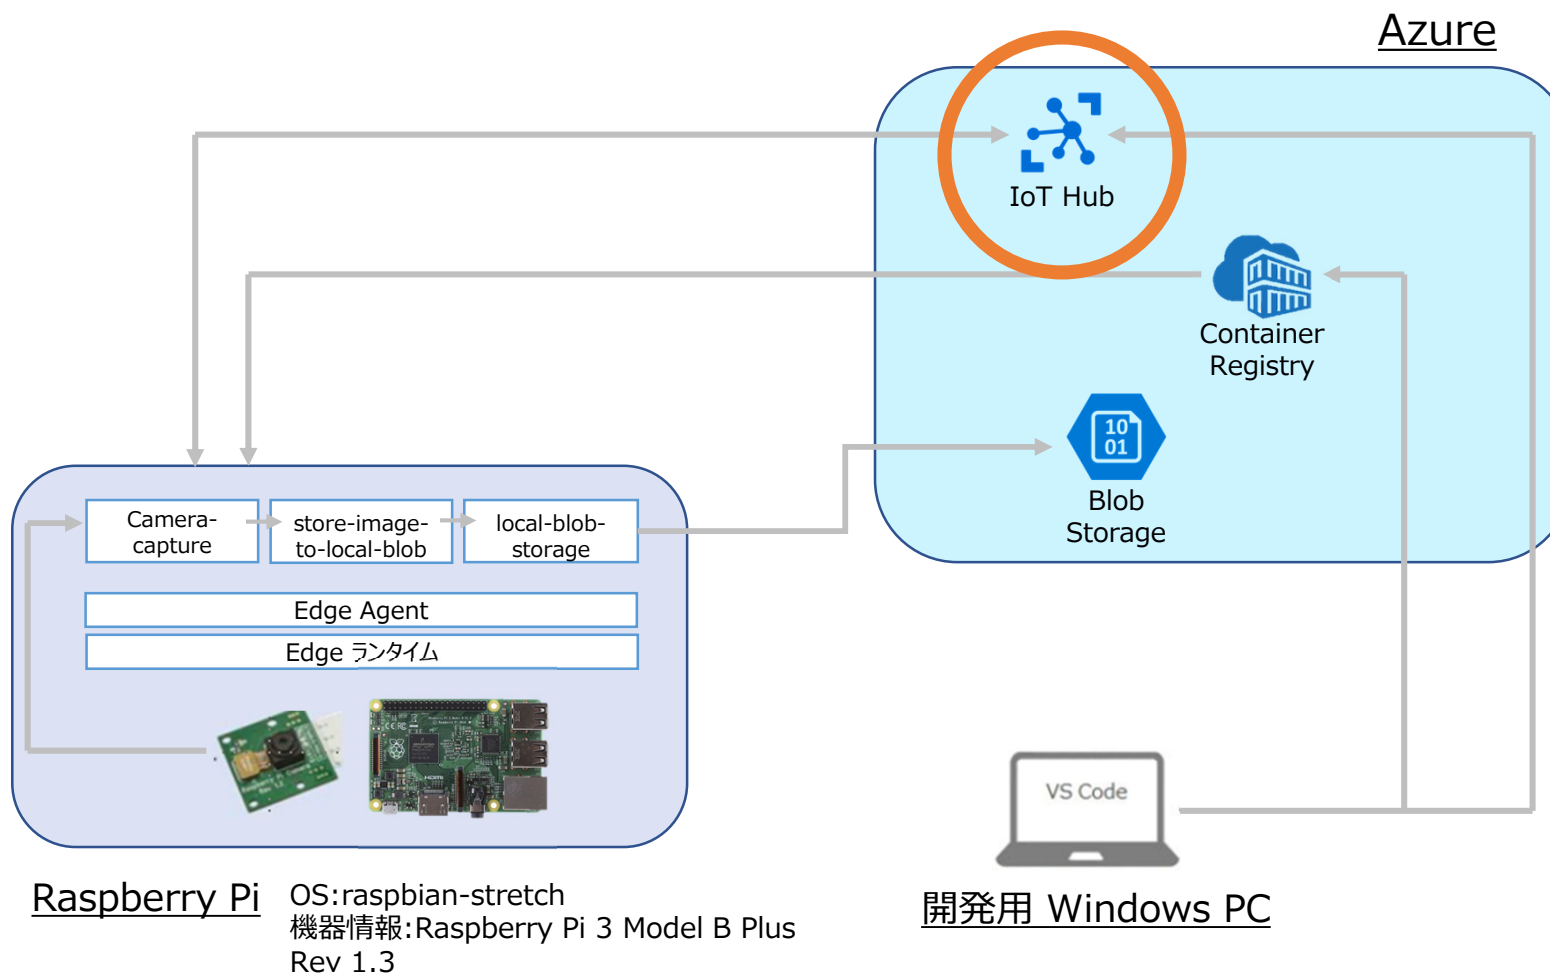 Azure
IoT Hub
Container
Registry
10
01
Blob
Storage
Camera-
capture
store-image-
to-local-blob
local-blob-
storage
Edge Agent
Edge ランタイム
VS Code
Raspberry Pi
OS:raspbian-stretch
機器情報:Raspberry Pi 3 Model B Plus
Rev 1.3
開発用 Windows PC